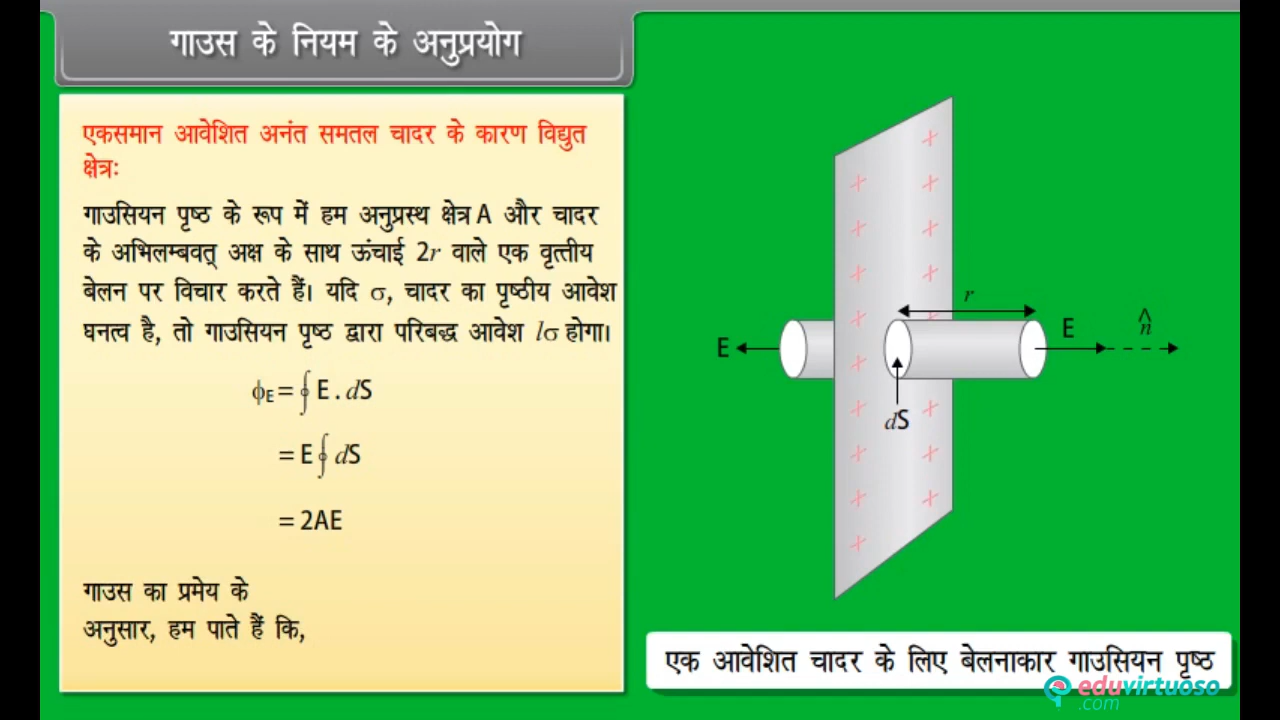 गाउस के नियम के अनुप्रयोग
एकसमान आवेशित अनंत समतल चादर के कारण विद्युत
क्षेत्रः
गाउसियन पृष्ठ के रूप में हम अनुप्रस्थ क्षेत्र A और चादर
के अभिलम्बवत् अक्ष के साथ ऊंचाई 2r वाले एक वृत्तीय
बेलन पर विचार करते हैं। यदि σ, चादर का पृष्ठीय आवेश
घनत्व है, तो गाउसियन पृष्ठ द्वारा परिबद्ध आवेश lσ होगा।
ϕE = ∮ E . dS
= E ∮ dS
= 2AE
गाउस का प्रमेय के
अनुसार, हम पाते हैं कि,
r
E
E
n̂
dS
एक आवेशित चादर के लिए बेलनाकार गाउसियन पृष्ठ
eduvirtuoso
.com